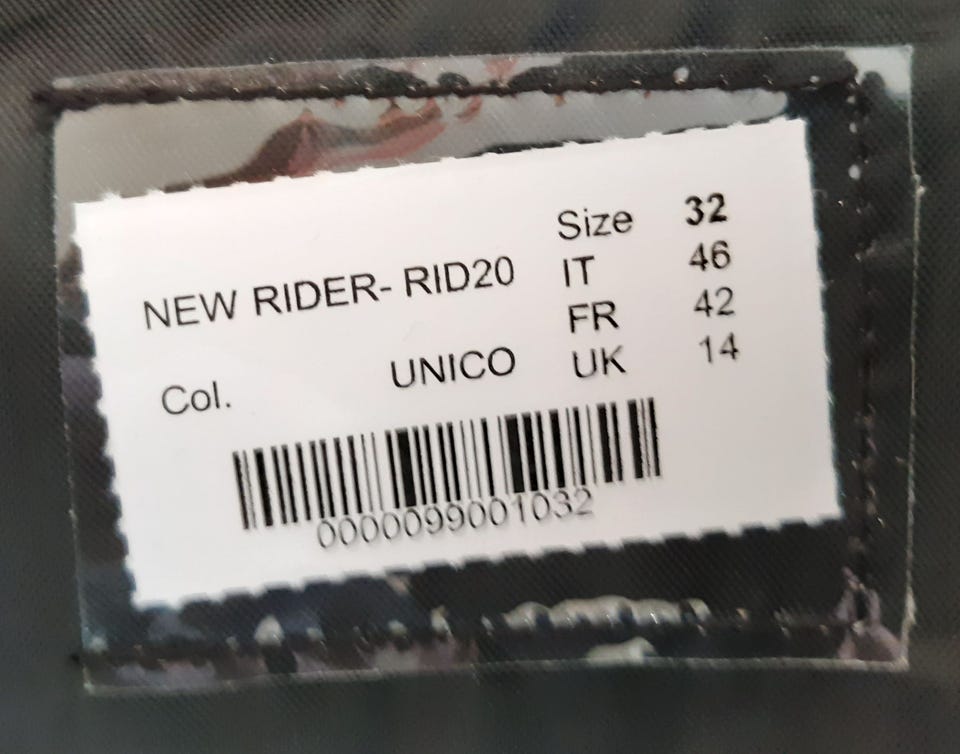 Size 32
NEW RIDER- RID20 IT 46
FR 42
Col. UNICO UK 14
0000099001032